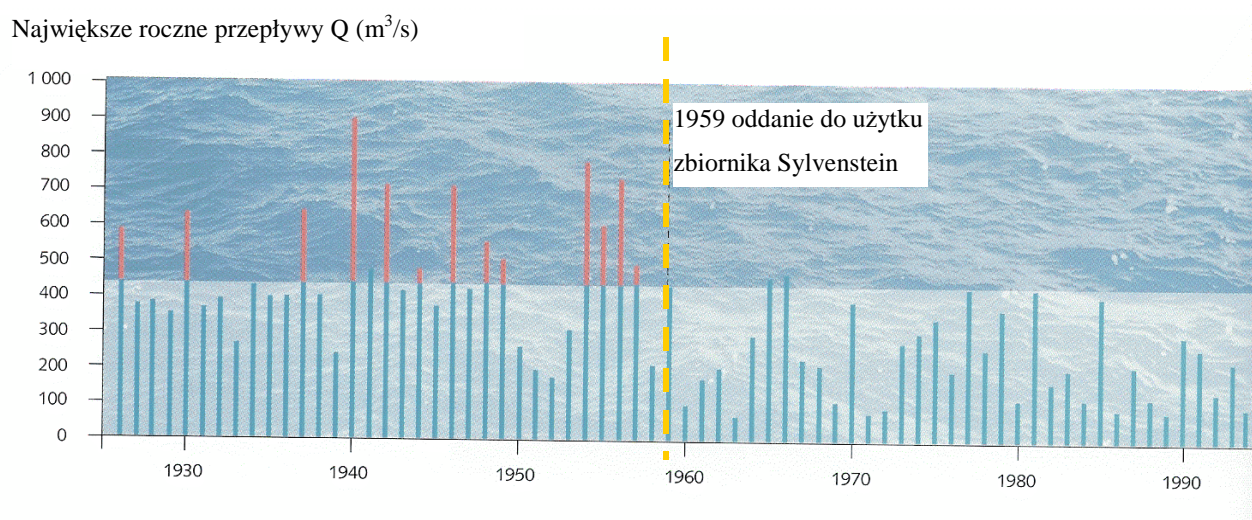 Największe roczne przepływy Q (m³/s)
1 000
900
800
700
600
500
400
300
200
100
0
1959 oddanie do użytku
zbiornika Sylvenstein
1930 1940 1950 1960 1970 1980 1990